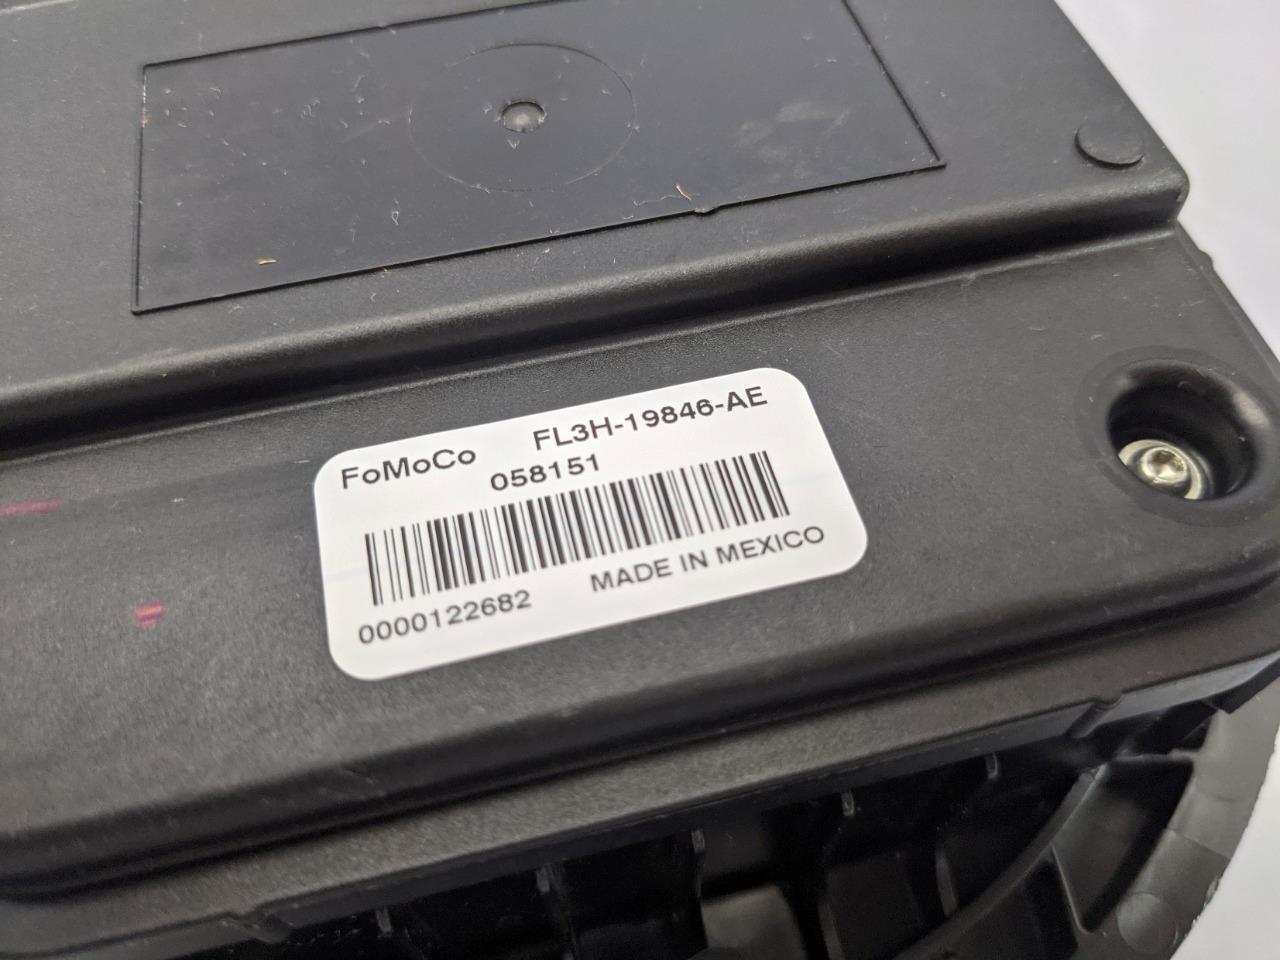 FoMoCo FL3H-19846-AE
058151
0000122682 MADE IN MEXICO